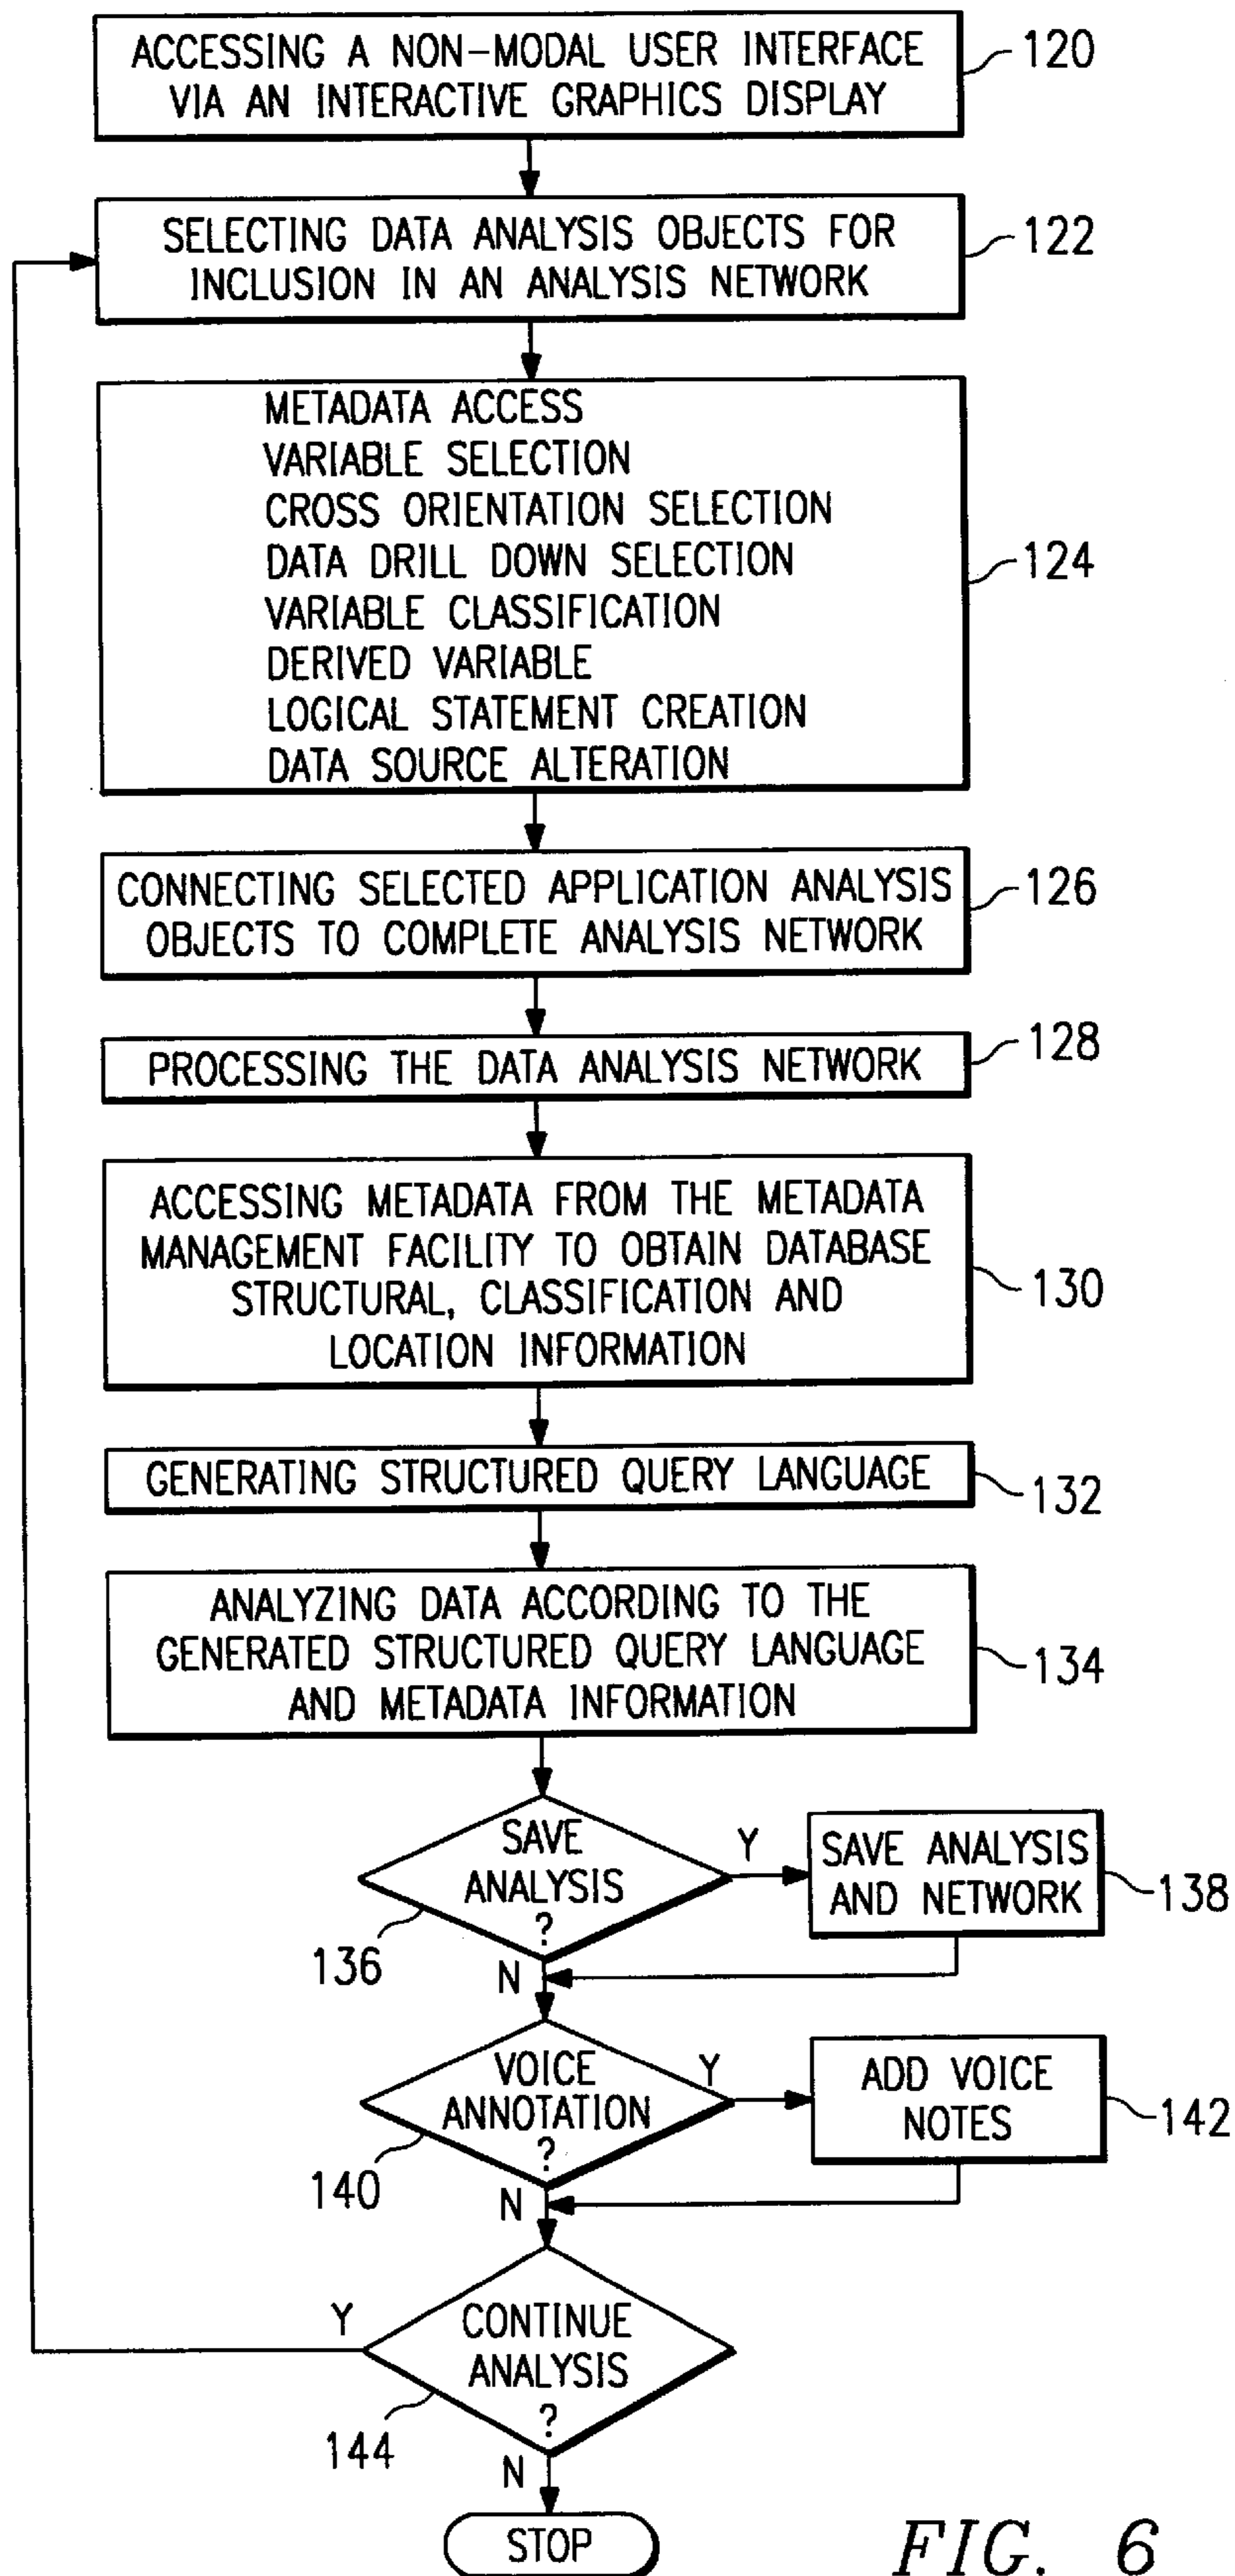 ACCESSING A NON-MODAL USER INTERFACE
VIA AN INTERACTIVE GRAPHICS DISPLAY
120
SELECTING DATA ANALYSIS OBJECTS FOR
INCLUSION IN AN ANALYSIS NETWORK
122
METADATA ACCESS
VARIABLE SELECTION
CROSS ORIENTATION SELECTION
DATA DRILL DOWN SELECTION
VARIABLE CLASSIFICATION
DERIVED VARIABLE
LOGICAL STATEMENT CREATION
DATA SOURCE ALTERATION
124
CONNECTING SELECTED APPLICATION ANALYSIS
OBJECTS TO COMPLETE ANALYSIS NETWORK
126
PROCESSING THE DATA ANALYSIS NETWORK
128
ACCESSING METADATA FROM THE METADATA
MANAGEMENT FACILITY TO OBTAIN DATABASE
STRUCTURAL, CLASSIFICATION AND
LOCATION INFORMATION
130
GENERATING STRUCTURED QUERY LANGUAGE
132
ANALYZING DATA ACCORDING TO THE
GENERATED STRUCTURED QUERY LANGUAGE
AND METADATA INFORMATION
134
SAVE
ANALYSIS
?
136
Y
SAVE ANALYSIS
AND NETWORK
138
N
VOICE
ANNOTATION
?
140
Y
ADD VOICE
NOTES
142
N
CONTINUE
ANALYSIS
?
144
Y
N
STOP
FIG. 6